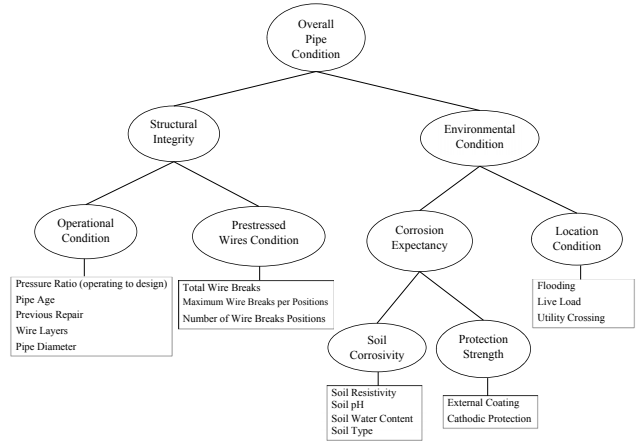 Overall
Pipe
Condition
Structural
Integrity
Environmental
Condition
Operational
Condition
Prestressed
Wires Condition
Corrosion
Expectancy
Location
Condition
Pressure Ratio (operating to design)
Pipe Age
Previous Repair
Wire Layers
Pipe Diameter
Total Wire Breaks
Maximum Wire Breaks per Positions
Number of Wire Breaks Positions
Flooding
Live Load
Utility Crossing
Soil
Corrosivity
Protection
Strength
Soil Resistivity
Soil pH
Soil Water Content
Soil Type
External Coating
Cathodic Protection